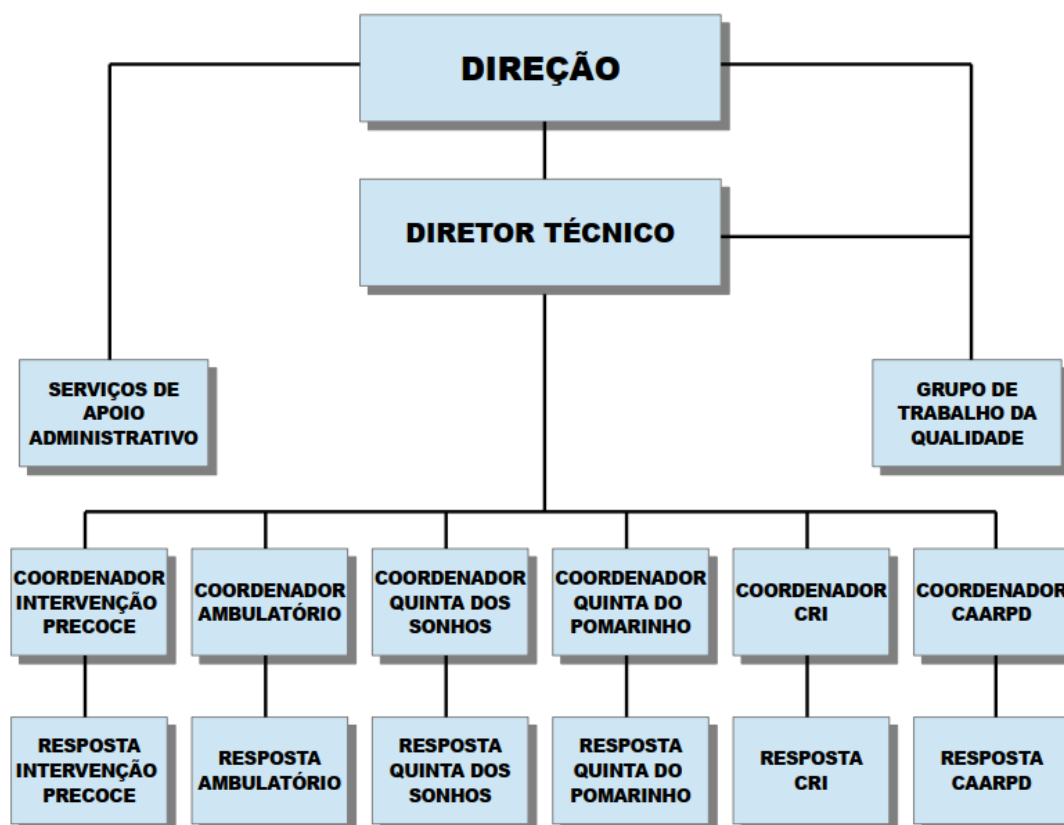 DIREÇÃO
DIRETOR TÉCNICO
SERVIÇOS DE
APOIO
ADMINISTRATIVO
GRUPO DE
TRABALHO DA
QUALIDADE
COORDENADOR
INTERVENÇÃO
PRECOCE
COORDENADOR
AMBULATÓRIO
COORDENADOR
QUINTA DOS
SONHOS
COORDENADOR
QUINTA DO
POMARINHO
COORDENADOR
CRI
COORDENADOR
CAARPD
RESPOSTA
INTERVENÇÃO
PRECOCE
RESPOSTA
AMBULATÓRIO
RESPOSTA
QUINTA DOS
SONHOS
RESPOSTA
QUINTA DO
POMARINHO
RESPOSTA
CRI
RESPOSTA
CAARPD